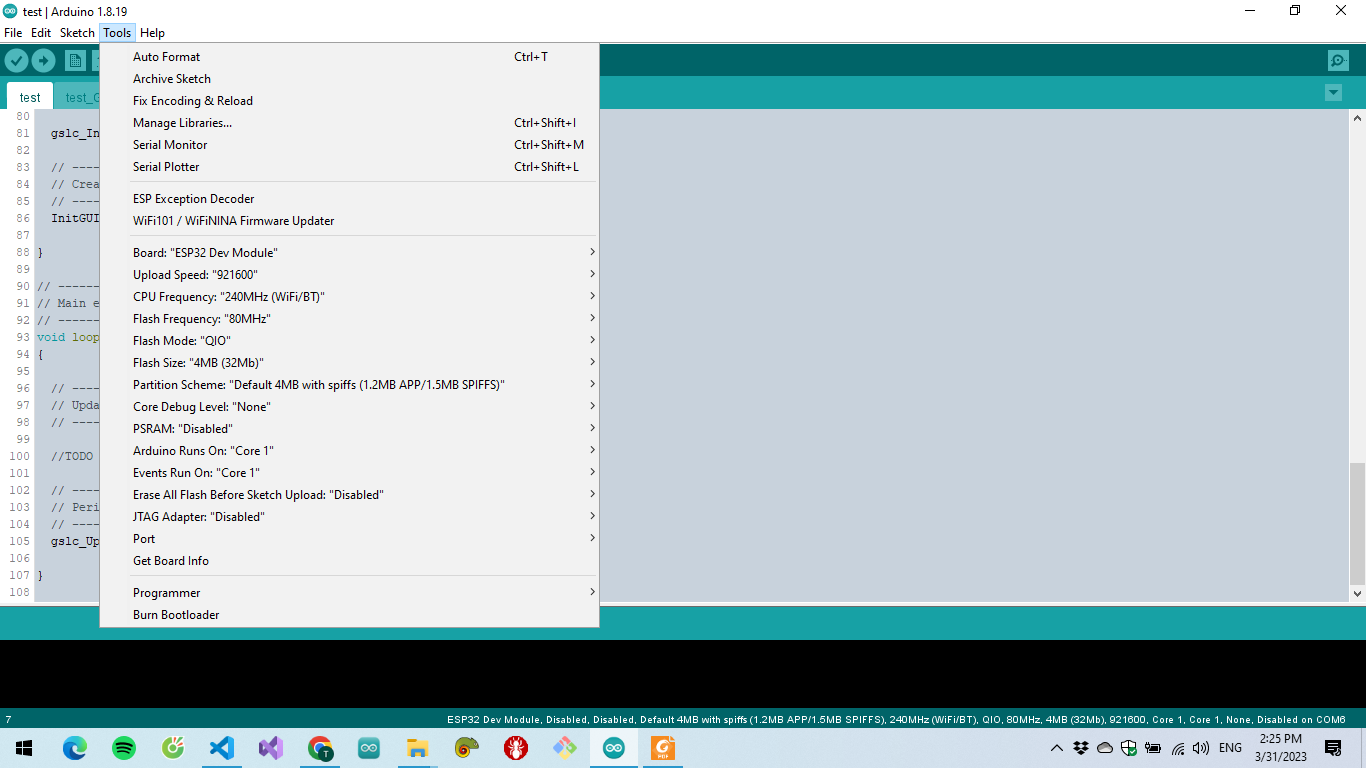 test | Arduino 1.8.19
File Edit Sketch Tools Help
Auto Format Ctrl+T
Archive Sketch
Fix Encoding & Reload
Manage Libraries... Ctrl+Shift+I
Serial Monitor Ctrl+Shift+M
Serial Plotter Ctrl+Shift+L
ESP Exception Decoder
WiFi101 / WiFiNINA Firmware Updater
Board: "ESP32 Dev Module"
Upload Speed: "921600"
CPU Frequency: "240MHz (WiFi/BT)"
Flash Frequency: "80MHz"
Flash Mode: "QIO"
Flash Size: "4MB (32Mb)"
Partition Scheme: "Default 4MB with spiffs (1.2MB APP/1.5MB SPIFFS)"
Core Debug Level: "None"
PSRAM: "Disabled"
Arduino Runs On: "Core 1"
Events Run On: "Core 1"
Erase All Flash Before Sketch Upload: "Disabled"
JTAG Adapter: "Disabled"
Port
Get Board Info
Programmer
Burn Bootloader
test test_G
80
81 gslc_In
82
83 // ----
84 // Crea
85 // ----
86 InitGUI
87
88 }
89
90 // ------
91 // Main e
92 // ------
93 void loop
94 {
95
96 // ----
97 // Upda
98 // ----
99
100 //TODO
101
102 // ----
103 // Peri
104 // ----
105 gslc_Up
106
107 }
108
7 ESP32 Dev Module, Disabled, Disabled, Default 4MB with spiffs (1.2MB APP/1.5MB SPIFFS), 240MHz (WiFi/BT), QIO, 80MHz, 4MB (32Mb), 921600, Core 1, Core 1, None, Disabled on COM6
T
PDF
ENG
2:25 PM
3/31/2023